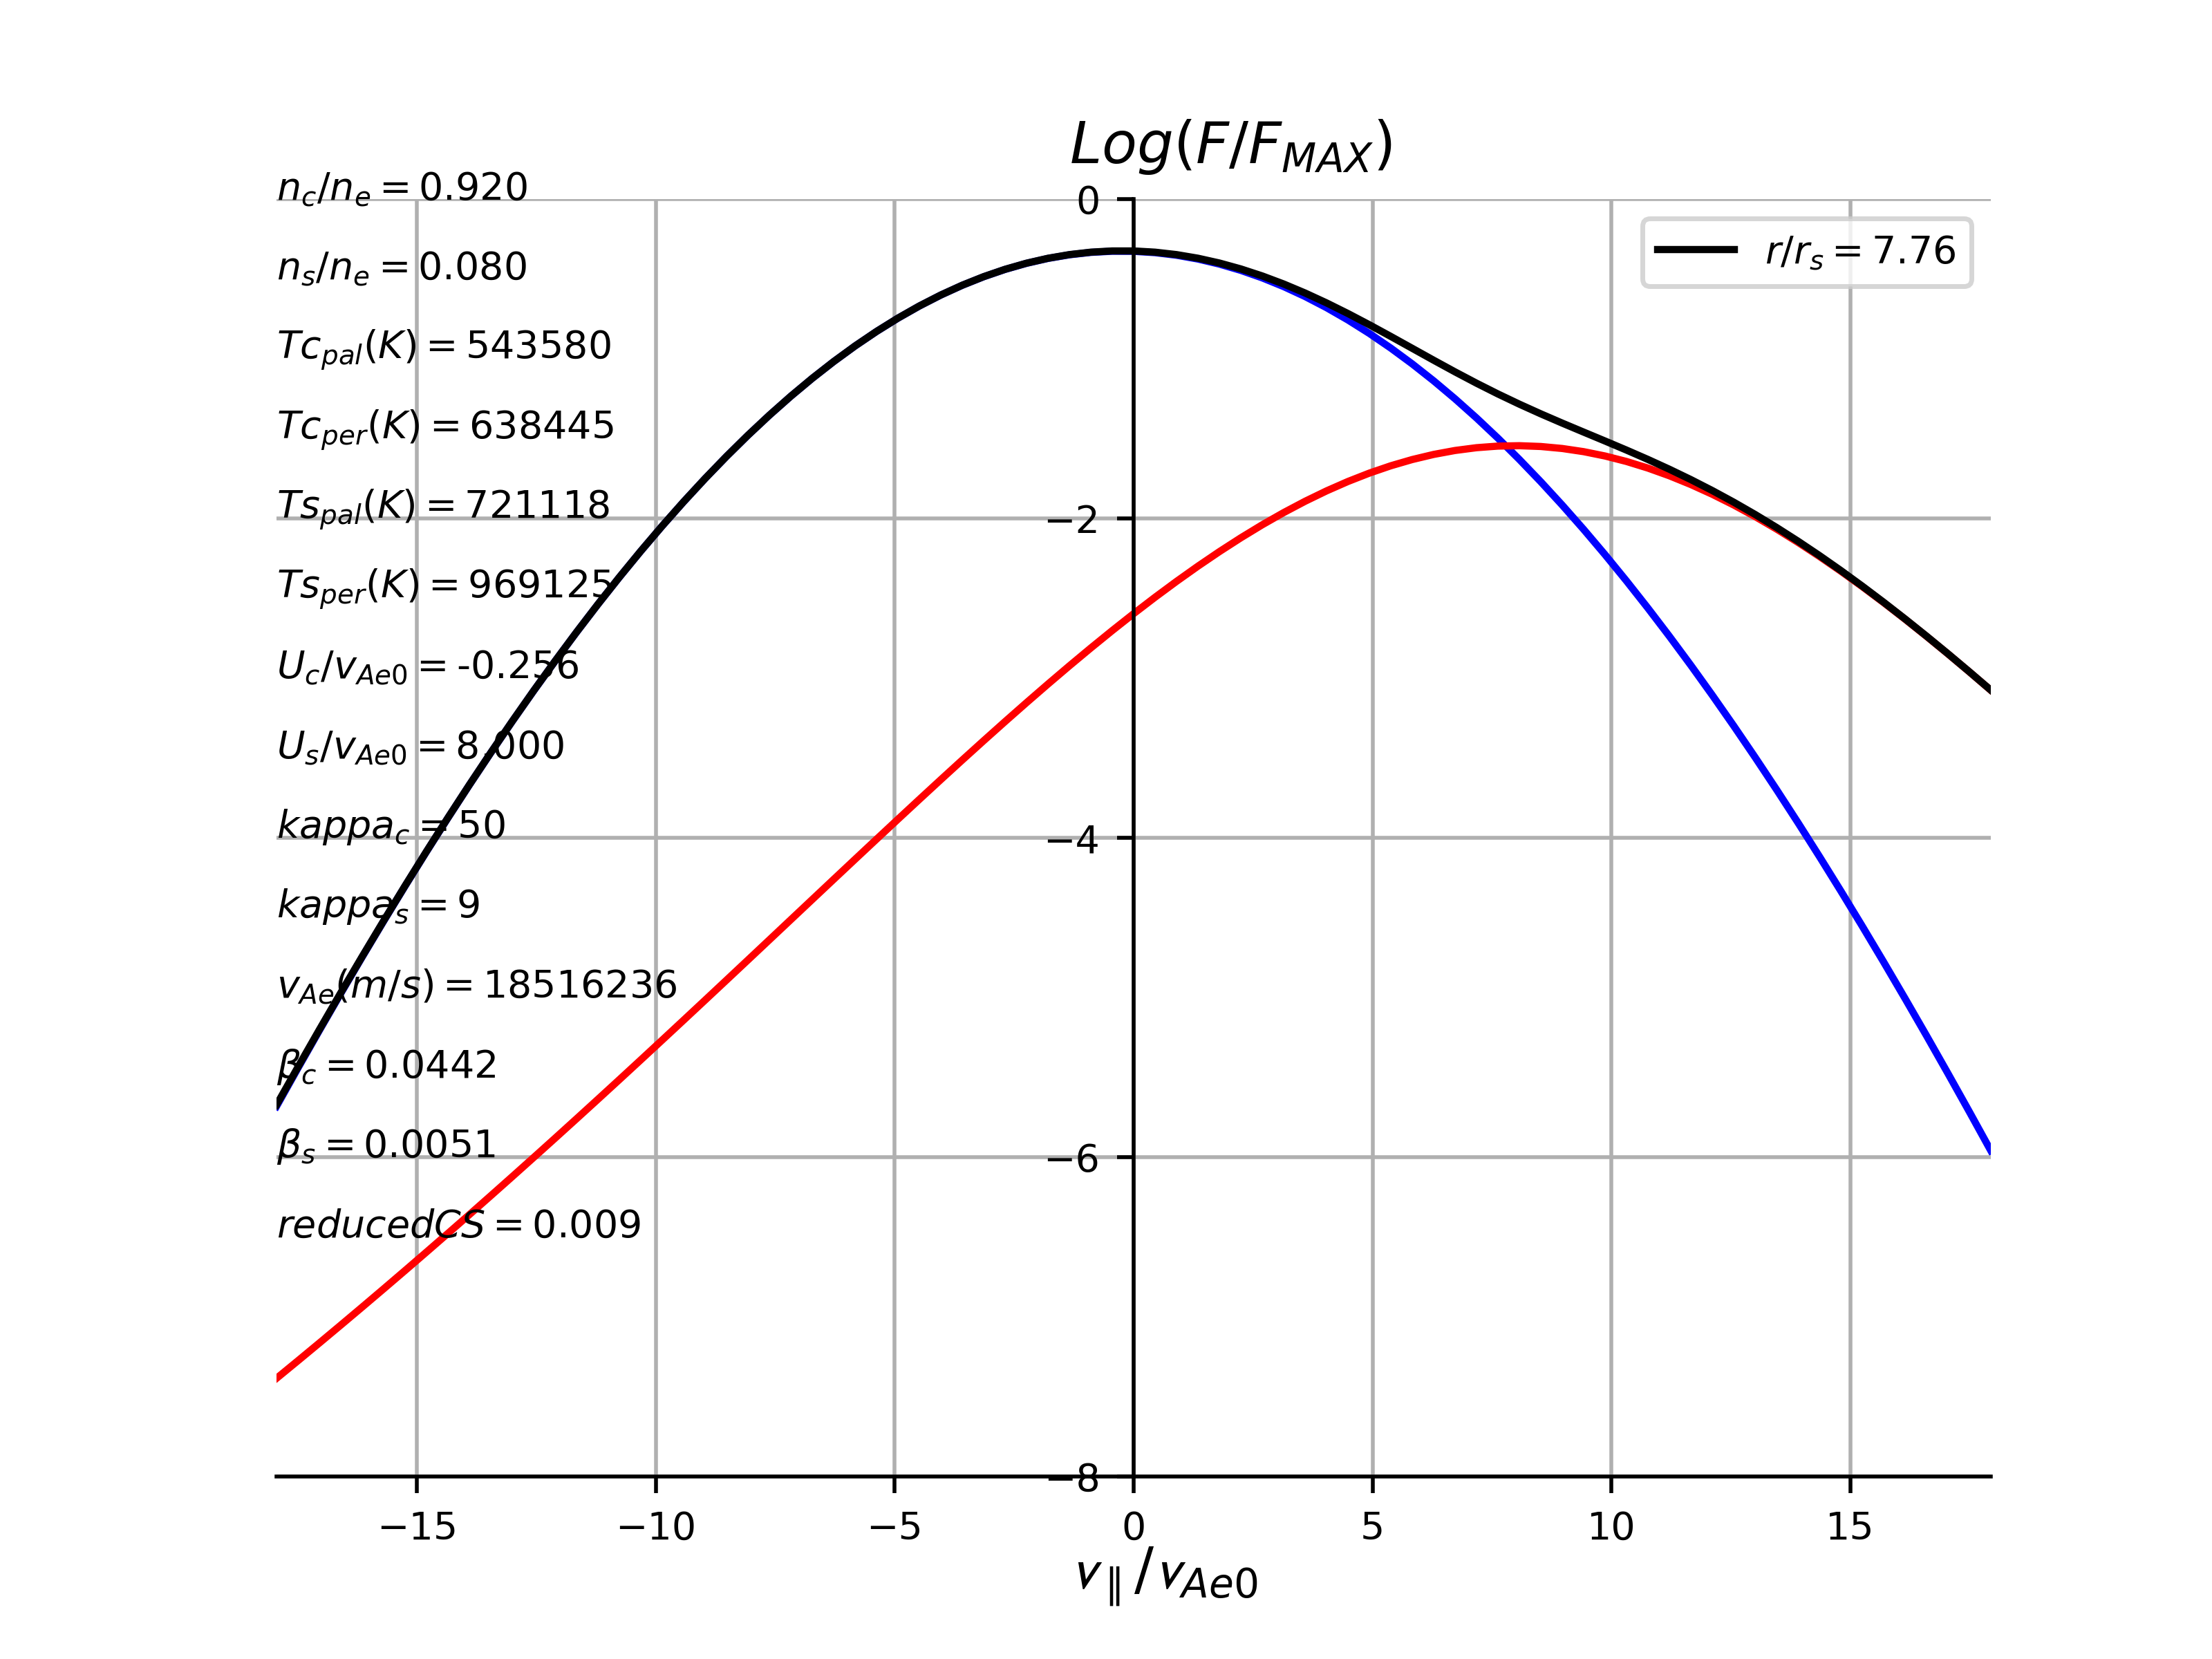 Log(F/F_MAX)
n_c/n_e = 0.920
n_s/n_e = 0.080
Tc_pal(K) = 543580
Tc_per(K) = 638445
Ts_pal(K) = 721118
Ts_per(K) = 969125
U_c/v_Ae0 = -0.256
U_s/v_Ae0 = 8.000
kappa_c = 50
kappa_s = 9
v_Ae(m/s) = 18516236
β_c = 0.0442
β_s = 0.0051
reducedCS = 0.009
r/r_s = 7.76
0
−2
−4
−6
−8
−15 −10 −5 0 5 10 15
v_∥/v_Ae0